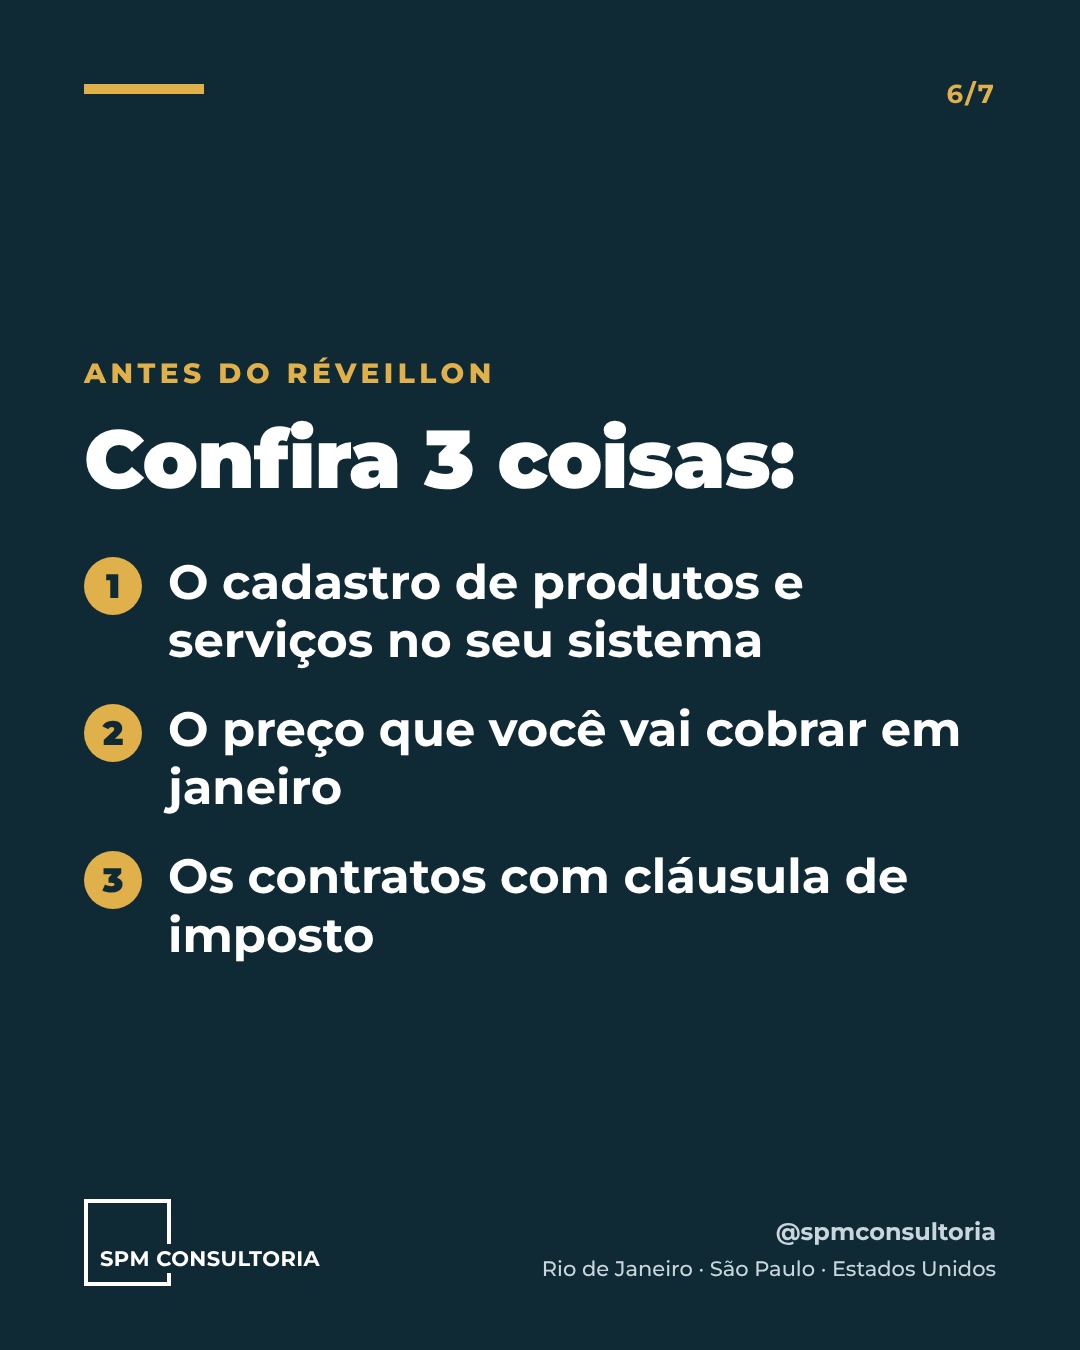 6/7
ANTES DO RÉVEILLON
Confira 3 coisas:
1 O cadastro de produtos e
serviços no seu sistema
2 O preço que você vai cobrar em
janeiro
3 Os contratos com cláusula de
imposto
SPM CONSULTORIA
@spmconsultoria
Rio de Janeiro · São Paulo · Estados Unidos